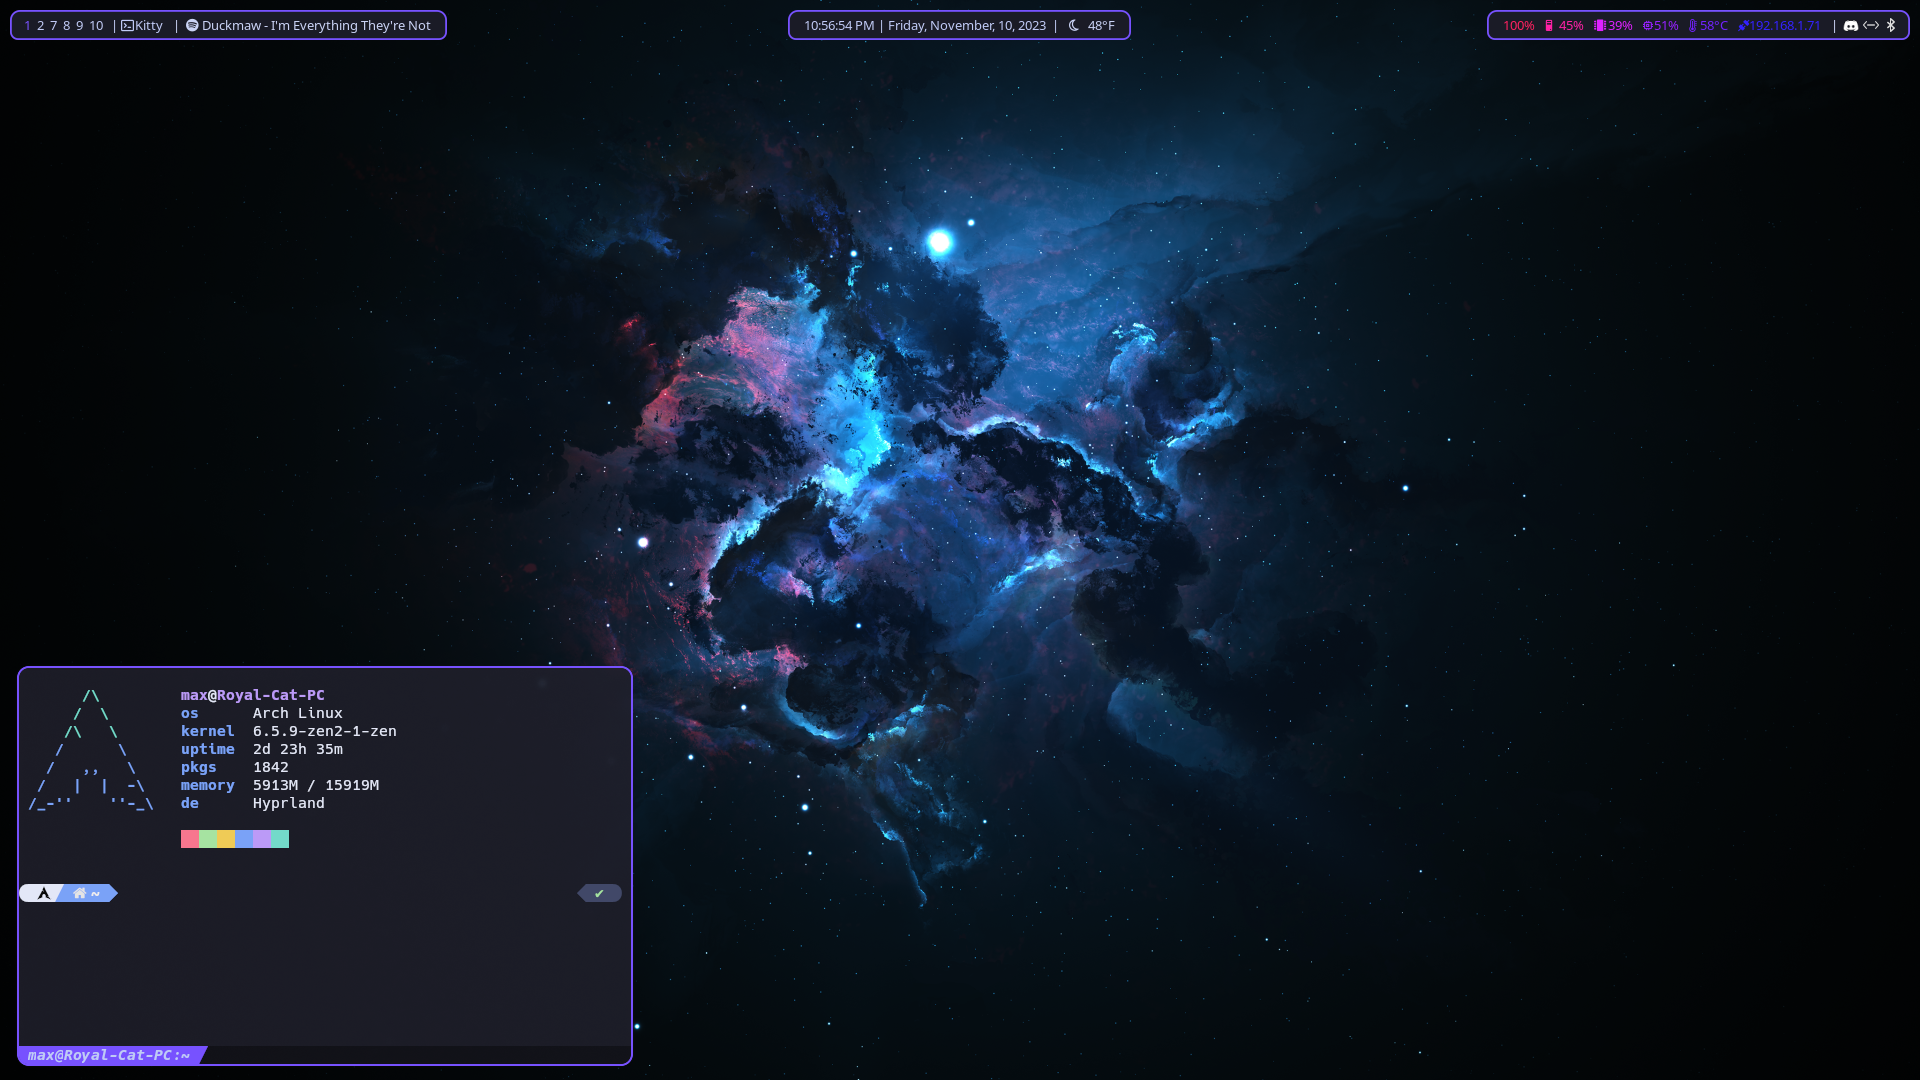 1 2 7 8 9 10 | Kitty | Duckmaw - I'm Everything They're Not
10:56:54 PM | Friday, November, 10, 2023 | 48°F
100% 45% 39% 51% 58°C 192.168.1.71 |
max@Royal-Cat-PC
os Arch Linux
kernel 6.5.9-zen2-1-zen
uptime 2d 23h 35m
pkgs 1842
memory 5913M / 15919M
de Hyprland
~ ✔
max@Royal-Cat-PC:~